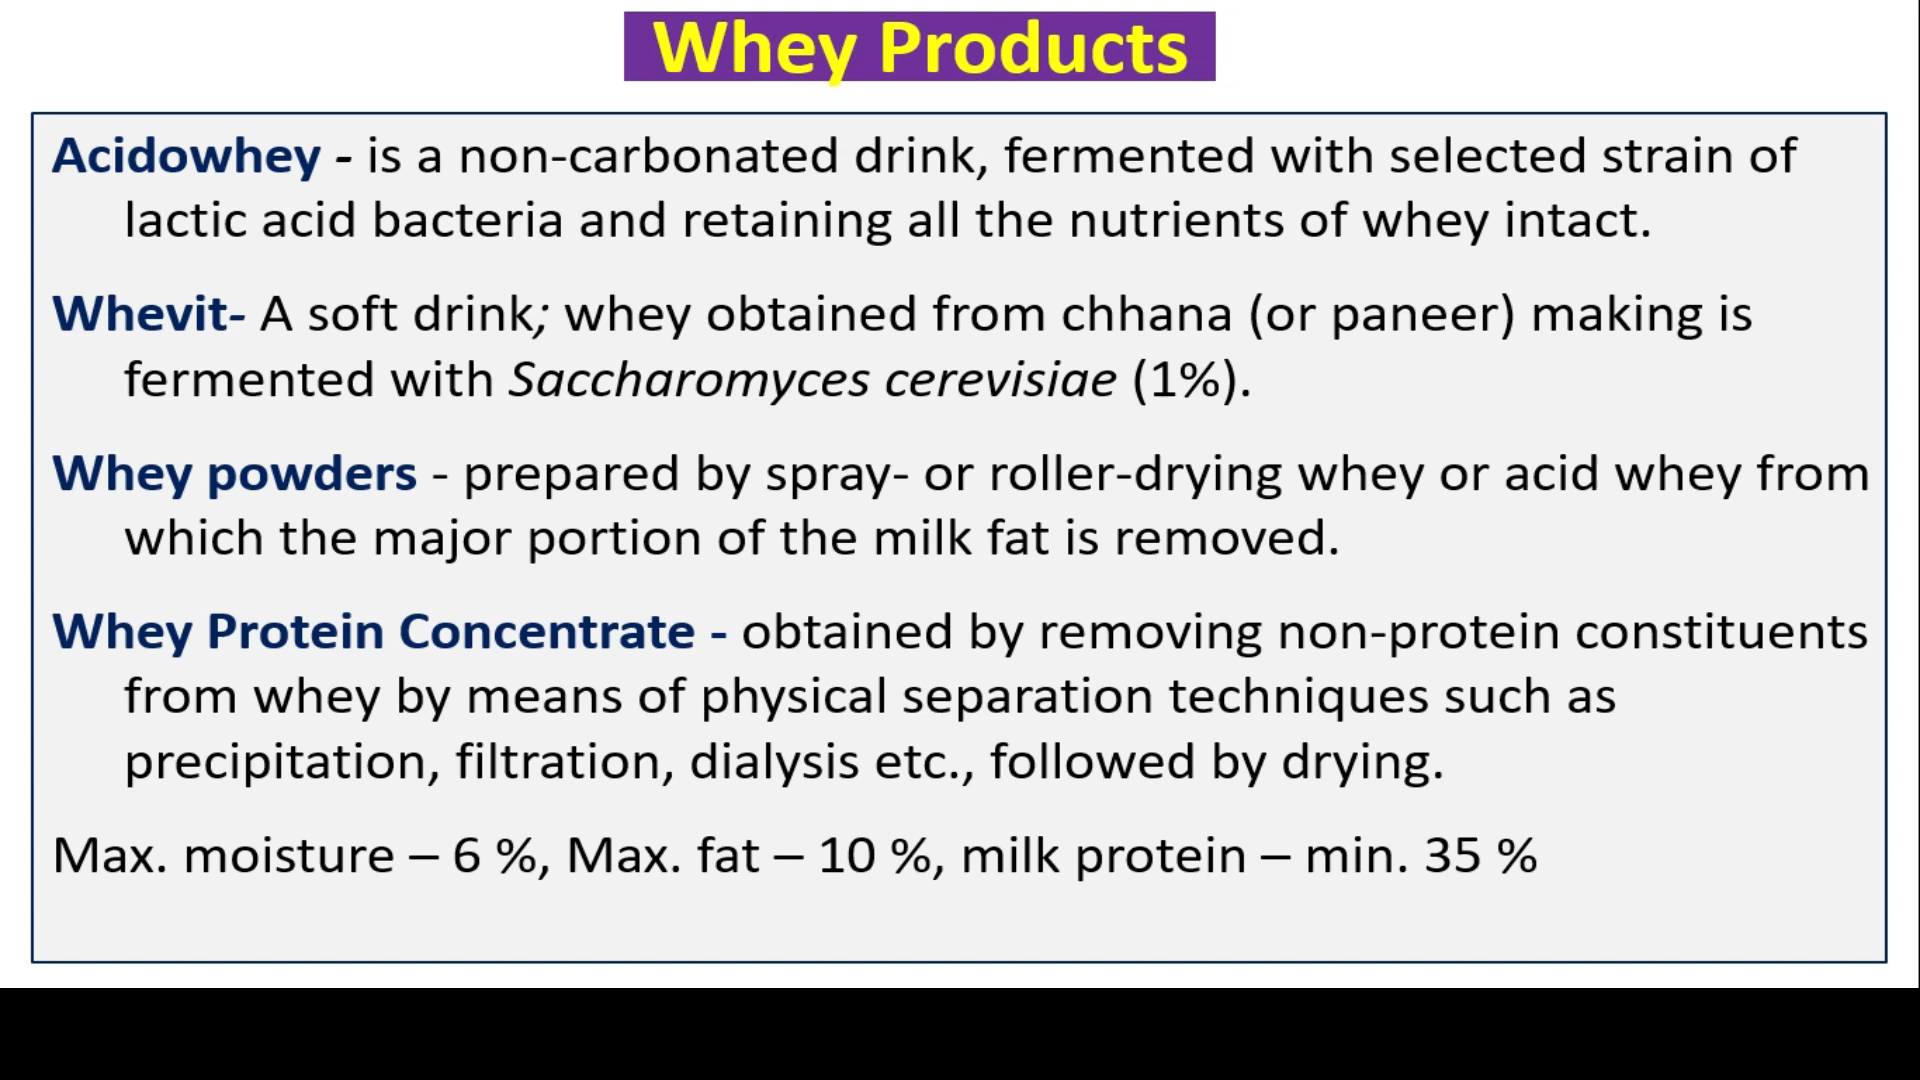 Whey Products
Acidowhey - is a non-carbonated drink, fermented with selected strain of
lactic acid bacteria and retaining all the nutrients of whey intact.
Whevit- A soft drink; whey obtained from chhana (or paneer) making is
fermented with Saccharomyces cerevisiae (1%).
Whey powders - prepared by spray- or roller-drying whey or acid whey from
which the major portion of the milk fat is removed.
Whey Protein Concentrate - obtained by removing non-protein constituents
from whey by means of physical separation techniques such as
precipitation, filtration, dialysis etc., followed by drying.
Max. moisture – 6 %, Max. fat – 10 %, milk protein – min. 35 %